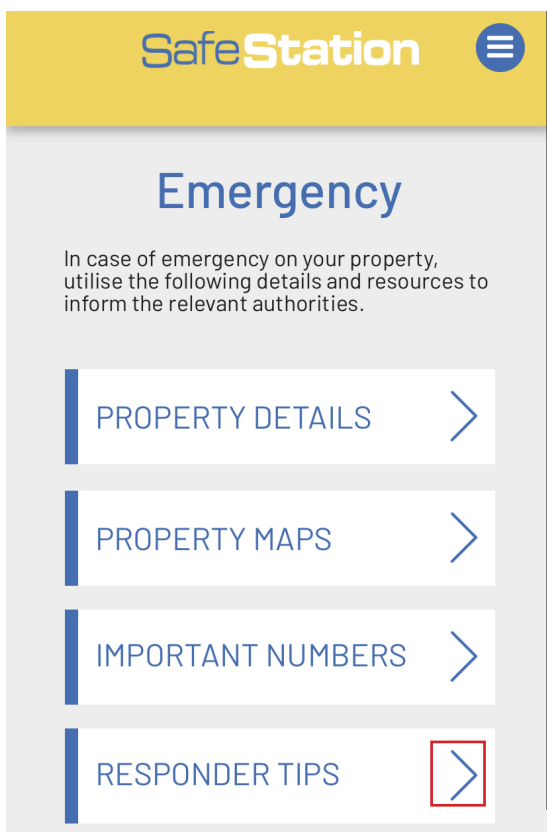 SafeStation
Emergency
In case of emergency on your property,
utilise the following details and resources to
inform the relevant authorities.
PROPERTY DETAILS
PROPERTY MAPS
IMPORTANT NUMBERS
RESPONDER TIPS